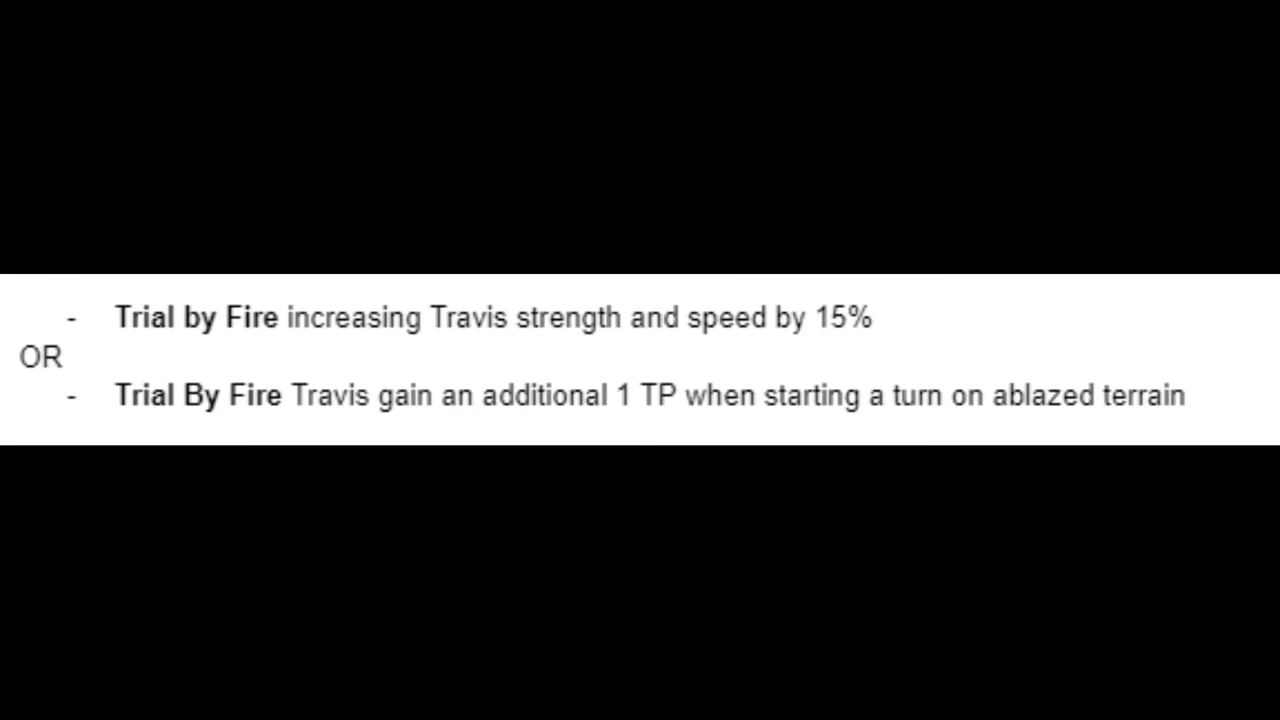 - Trial by Fire increasing Travis strength and speed by 15%
OR
- Trial By Fire Travis gain an additional 1 TP when starting a turn on ablazed terrain